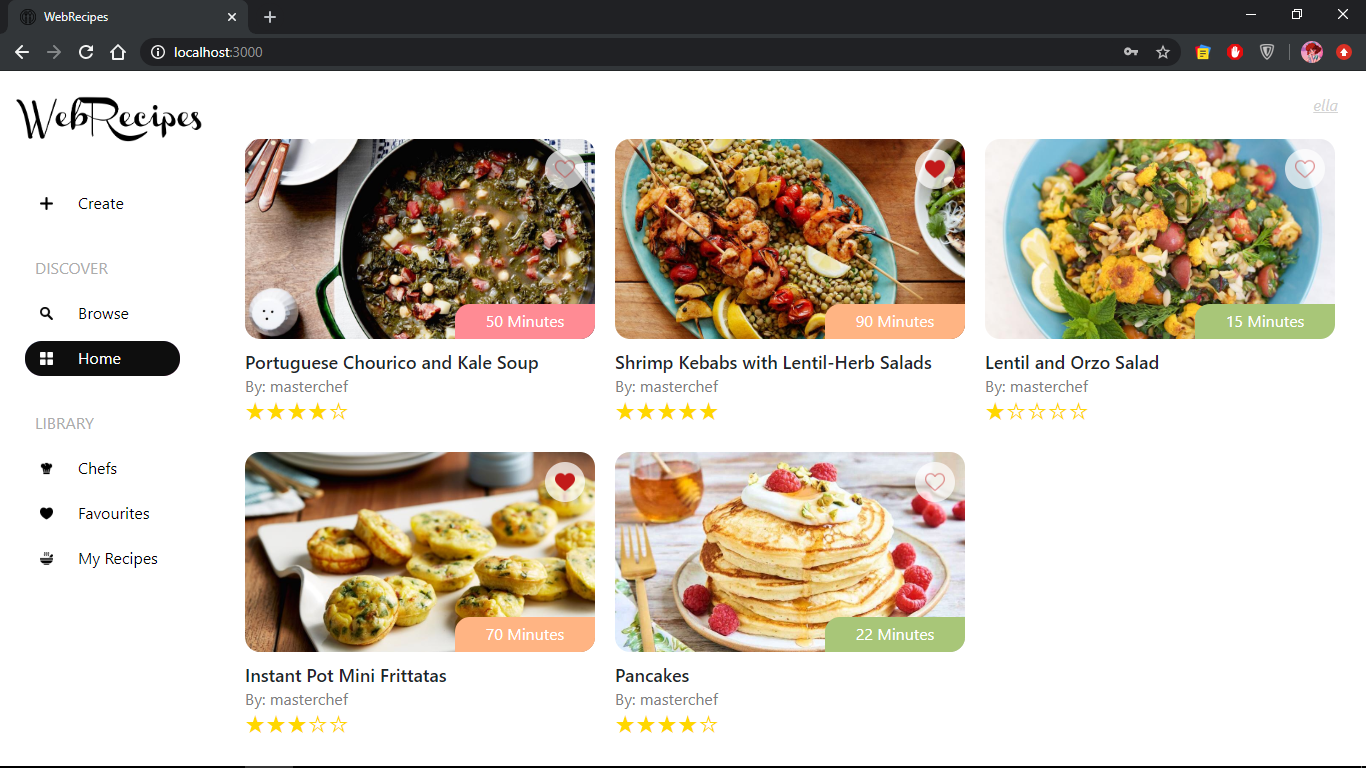 WebRecipes
localhost:3000
WebRecipes
ella
Create
DISCOVER
Browse
Home
LIBRARY
Chefs
Favourites
My Recipes
50 Minutes
Portuguese Chourico and Kale Soup
By: masterchef
★★★★☆
90 Minutes
Shrimp Kebabs with Lentil-Herb Salads
By: masterchef
★★★★★
15 Minutes
Lentil and Orzo Salad
By: masterchef
★☆☆☆☆
70 Minutes
Instant Pot Mini Frittatas
By: masterchef
★★★☆☆
22 Minutes
Pancakes
By: masterchef
★★★★☆